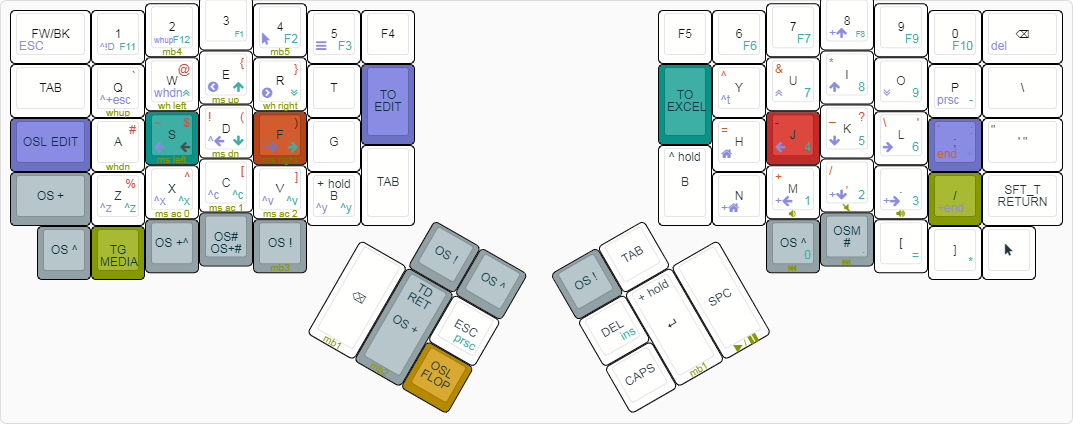 FW/BK
ESC
1
^!D F11
2
whup F12
mb4
3
F1
4
F2
mb5
5
F3
F4
F5
6
F6
7
F7
8
+ F8
9
F9
0
F10
del
TAB
Q `
^+esc
whup
W @
whdn
wh left
E {
ms up
R }
wh right
T
TO
EDIT
TO
EXCEL
^
Y
^t
&
U
7
*
I
8
O
9
P
prsc -
\
OSL EDIT
A #
whdn
~ $
S
ms left
! (
D
ms dn
)
F
ms right
G
=
H
-
J
4
_ ?
K
5
\ '
L
6
;
end
"
' "
OS +
Z %
^Z ^Z
X ^
^X ^X
ms ac 0
C [
^c ^c
ms ac 1
V ]
^v ^v
ms ac 2
+ hold
B
^y ^y
TAB
^ hold
B
N
+
+
M
+ 1
/
,
+ 2
.
+ 3
/
+end
SFT_T
RETURN
OS ^
TG
MEDIA
OS +^
OS#
OS+#
OS !
mb3
OS ^
0
OSM
#
.
[
=
]
*
OS !
OS ^
mb1
TD
RET
OS +
mb2
ESC
prsc
OSL
FLOP
OS !
TAB
DEL
ins
+ hold
mb1
SPC
CAPS